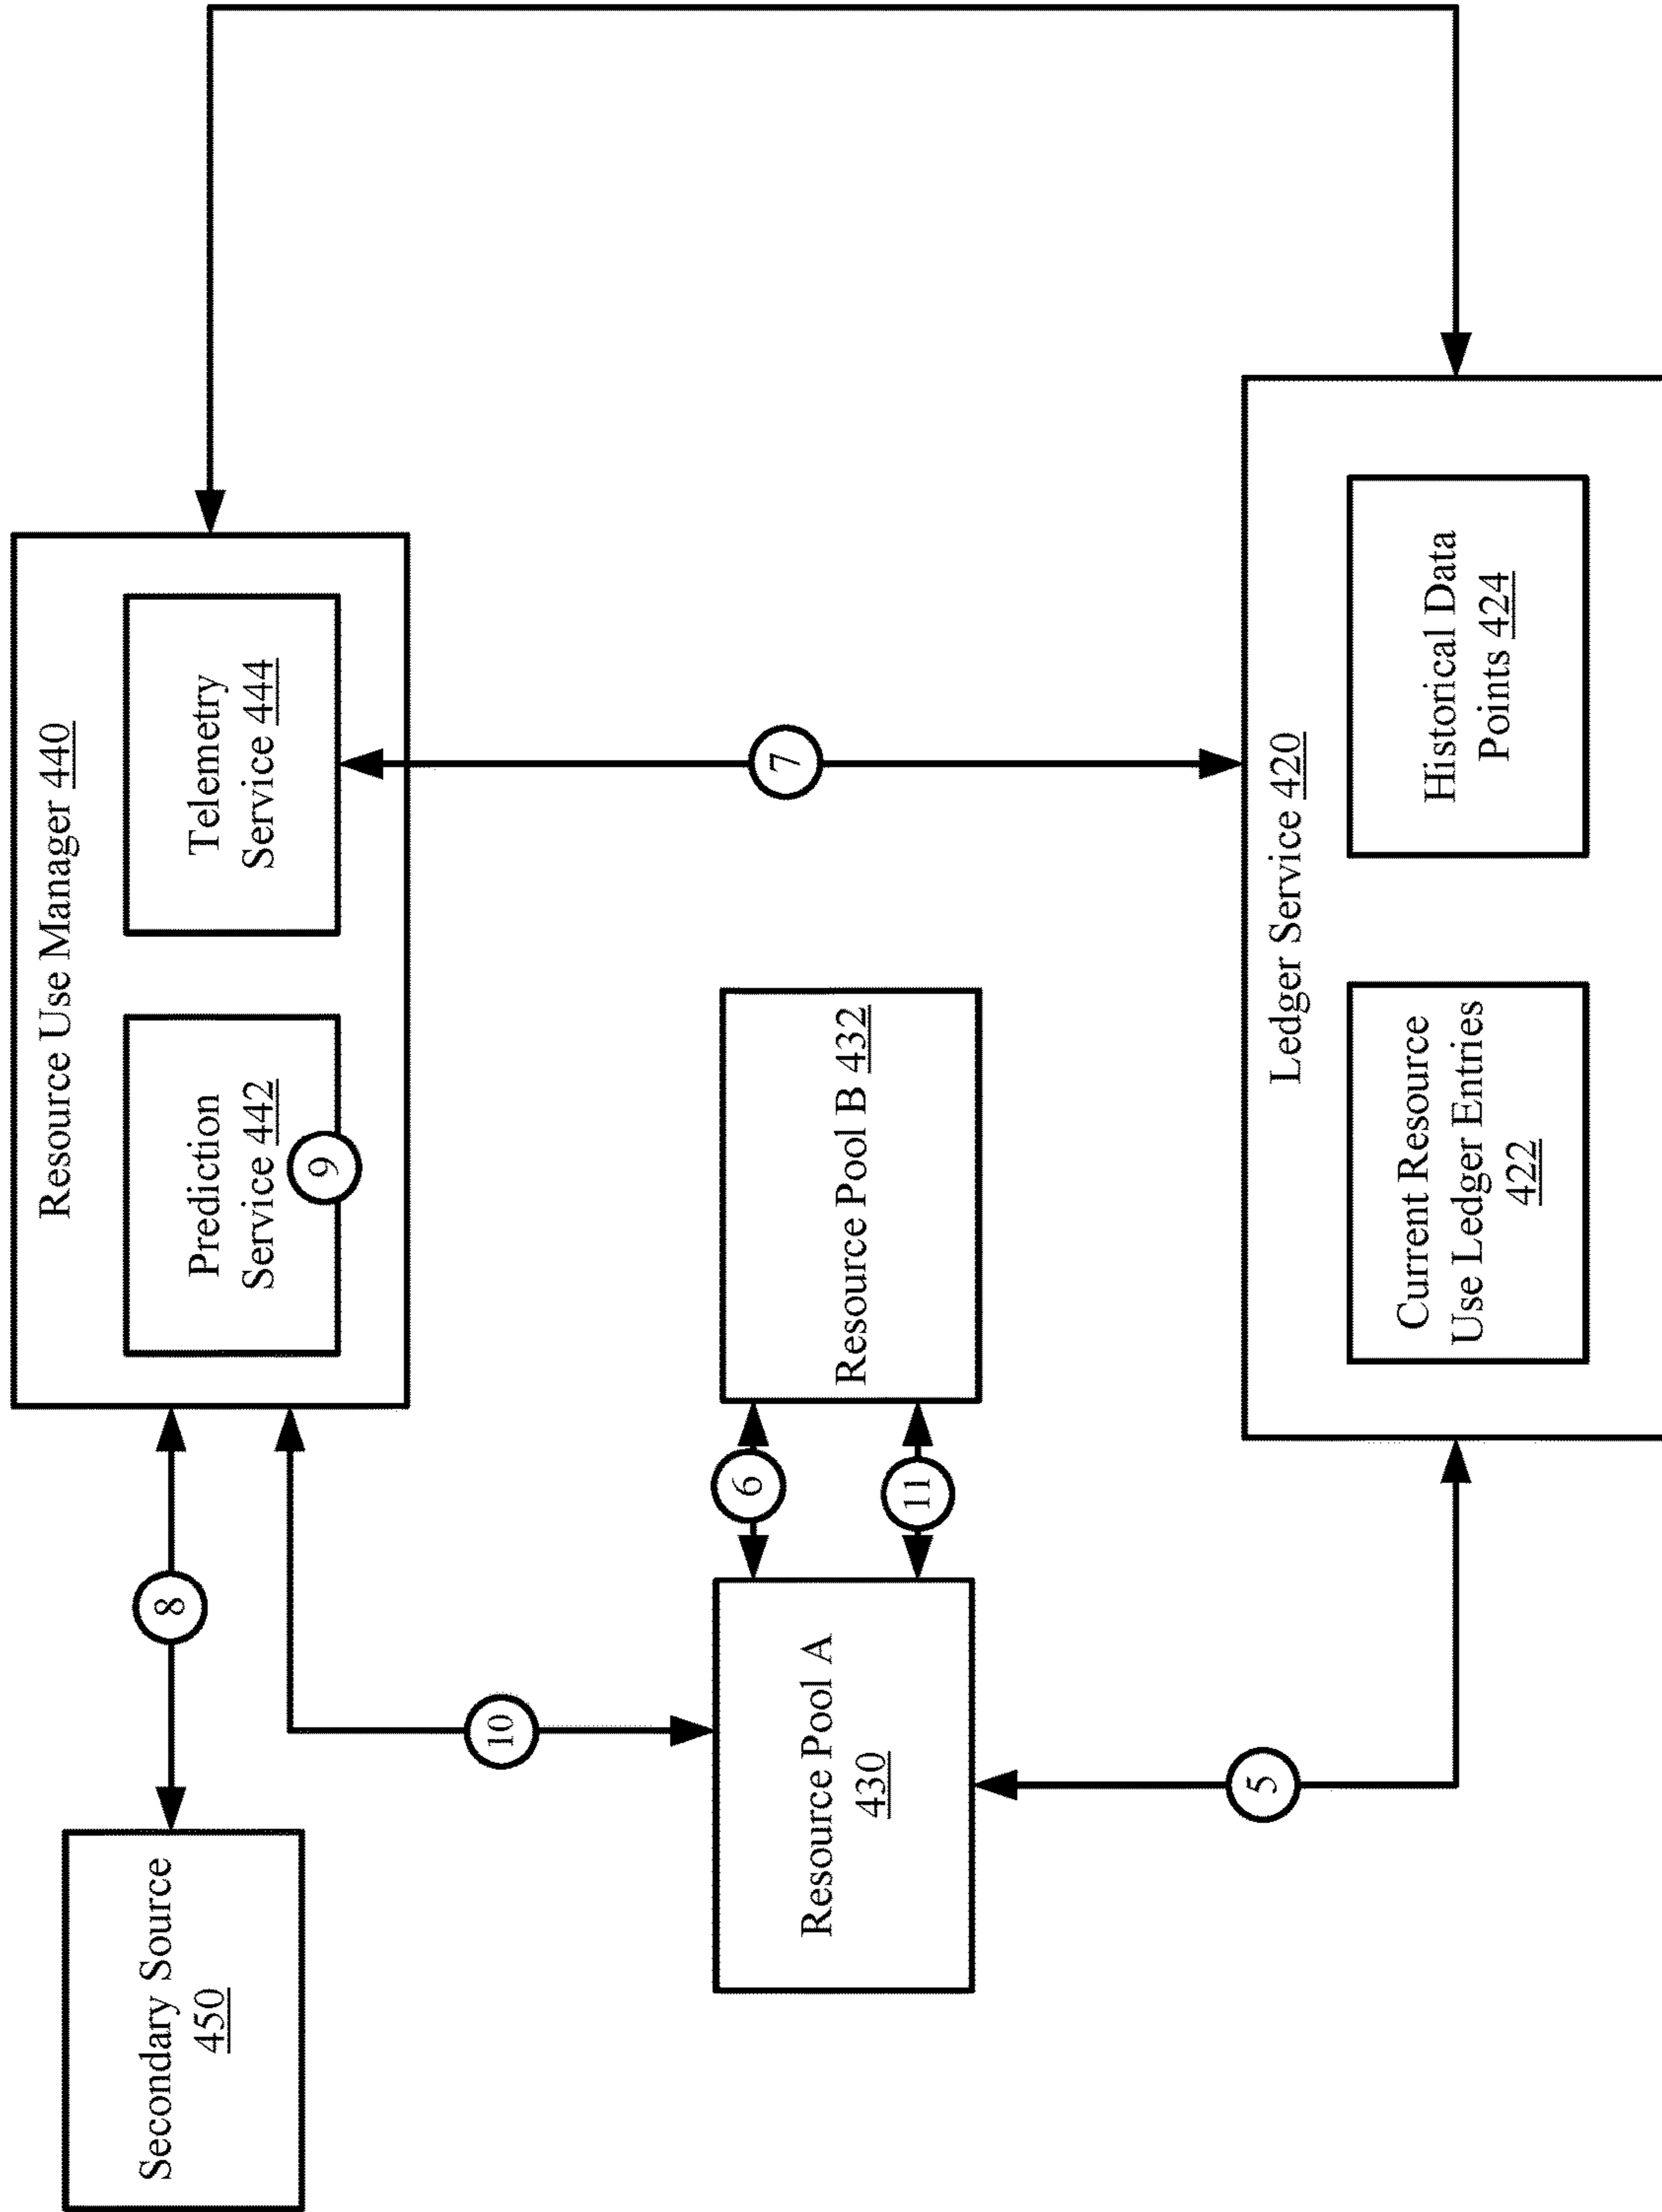 Secondary Source
450
8
Resource Use Manager 440
Prediction
Service 442
9
Telemetry
Service 444
10
Resource Pool A
430
6
11
Resource Pool B 432
7
5
Ledger Service 420
Current Resource
Use Ledger Entries
422
Historical Data
Points 424